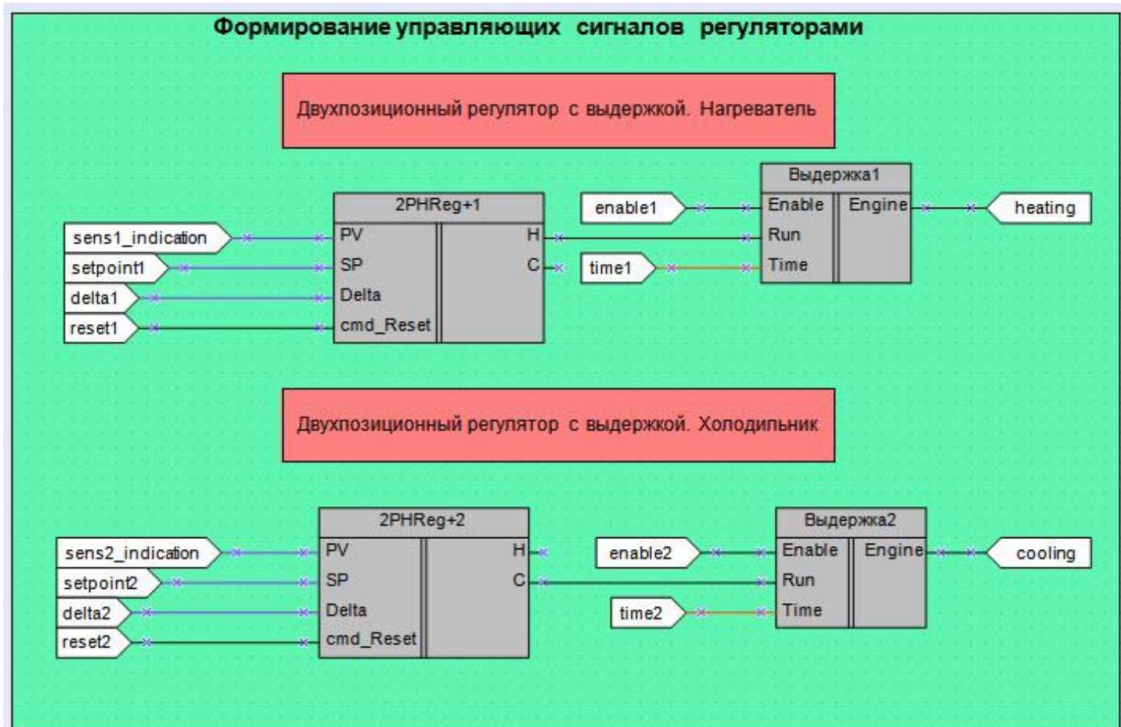 Формирование управляющих сигналов регуляторами
Двухпозиционный регулятор с выдержкой. Нагреватель
Выдержка1
2PHReg+1
enable1
Enable
Engine
heating
sens1_indication
PV
H
Run
setpoint1
SP
C
time1
Time
delta1
Delta
reset1
cmd_Reset
Двухпозиционный регулятор с выдержкой. Холодильник
2PHReg+2
Выдержка2
sens2_indication
PV
H
enable2
Enable
Engine
cooling
setpoint2
SP
C
Run
delta2
Delta
time2
Time
reset2
cmd_Reset